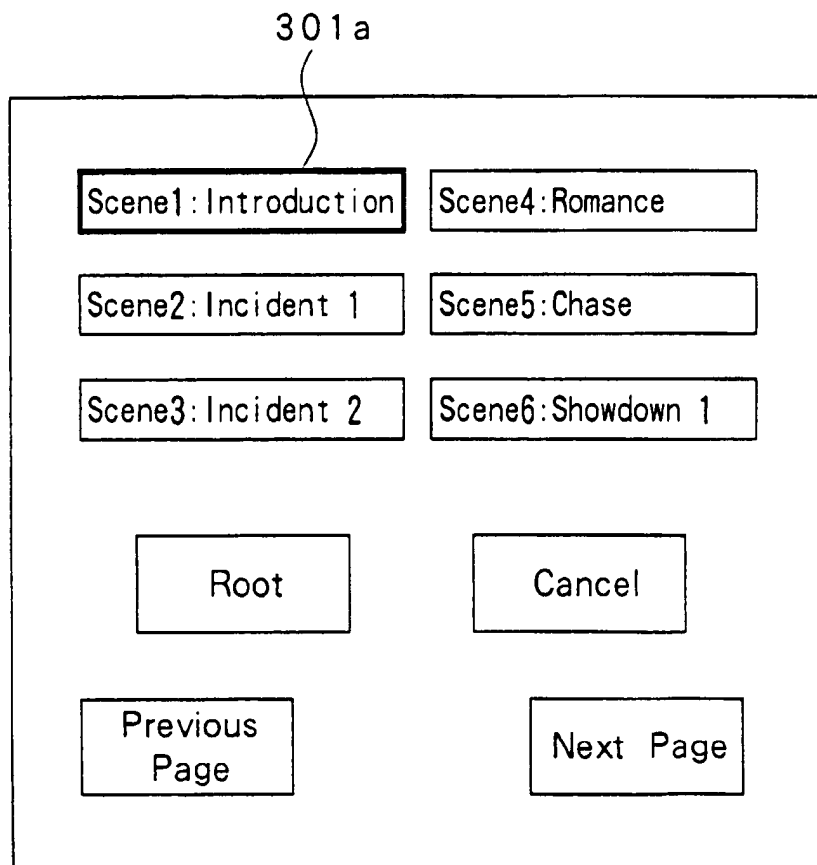 301a
Scene1:Introduction
Scene4:Romance
Scene2:Incident 1
Scene5:Chase
Scene3:Incident 2
Scene6:Showdown 1
Root
Cancel
Previous
Page
Next Page